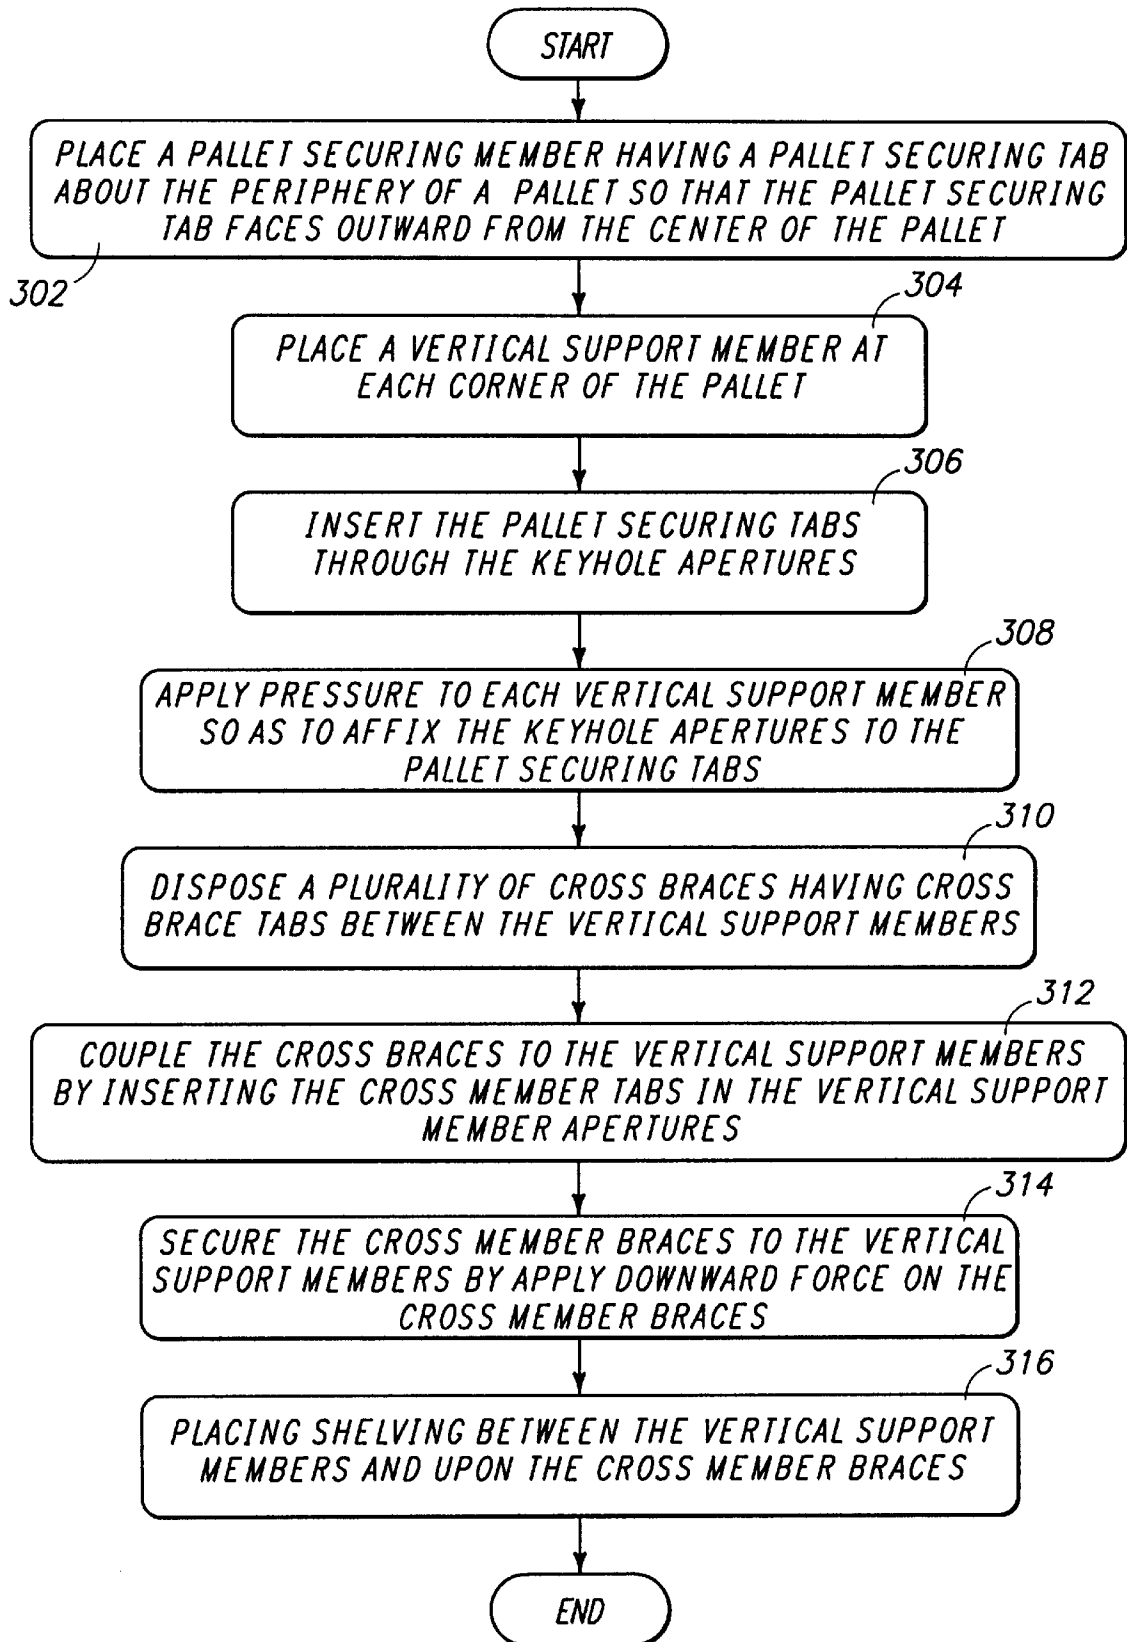 START
PLACE A PALLET SECURING MEMBER HAVING A PALLET SECURING TAB
ABOUT THE PERIPHERY OF A PALLET SO THAT THE PALLET SECURING
TAB FACES OUTWARD FROM THE CENTER OF THE PALLET
302
304
PLACE A VERTICAL SUPPORT MEMBER AT
EACH CORNER OF THE PALLET
306
INSERT THE PALLET SECURING TABS
THROUGH THE KEYHOLE APERTURES
308
APPLY PRESSURE TO EACH VERTICAL SUPPORT MEMBER
SO AS TO AFFIX THE KEYHOLE APERTURES TO THE
PALLET SECURING TABS
310
DISPOSE A PLURALITY OF CROSS BRACES HAVING CROSS
BRACE TABS BETWEEN THE VERTICAL SUPPORT MEMBERS
312
COUPLE THE CROSS BRACES TO THE VERTICAL SUPPORT MEMBERS
BY INSERTING THE CROSS MEMBER TABS IN THE VERTICAL SUPPORT
MEMBER APERTURES
314
SECURE THE CROSS MEMBER BRACES TO THE VERTICAL
SUPPORT MEMBERS BY APPLY DOWNWARD FORCE ON THE
CROSS MEMBER BRACES
316
PLACING SHELVING BETWEEN THE VERTICAL SUPPORT
MEMBERS AND UPON THE CROSS MEMBER BRACES
END